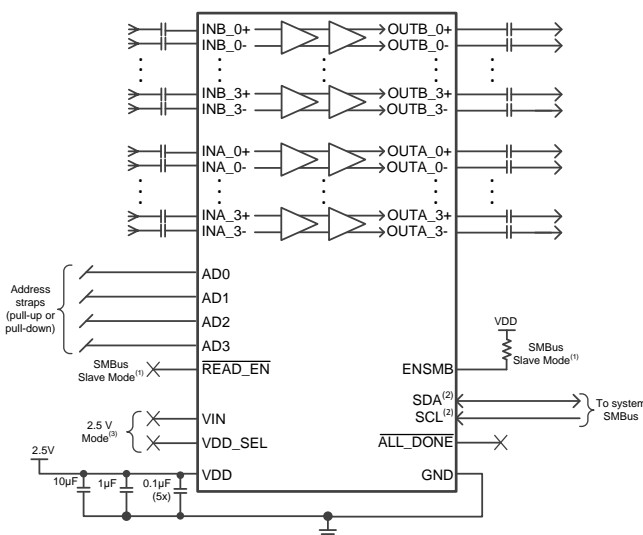 INB_0+ OUTB_0+
INB_0- OUTB_0-
INB_3+ OUTB_3+
INB_3- OUTB_3-
INA_0+ OUTA_0+
INA_0- OUTA_0-
INA_3+ OUTA_3+
INA_3- OUTA_3-
Address
straps
(pull-up or
pull-down)
AD0
AD1
AD2
AD3
SMBus
Slave Mode(1)
READ_EN
VDD
SMBus
Slave Mode(1)
ENSMB
SDA(2)
SCL(2)
To system
SMBus
2.5 V
Mode(3)
VIN
VDD_SEL
ALL_DONE
2.5V
VDD
GND
10µF
1µF
0.1µF
(5x)